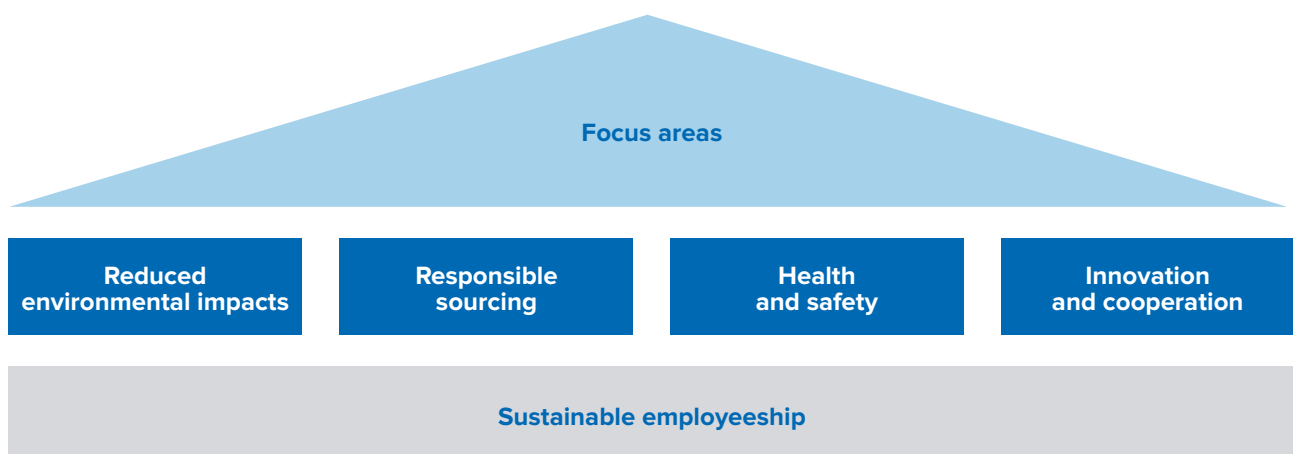 Focus areas
Reduced
environmental impacts
Responsible
sourcing
Health
and safety
Innovation
and cooperation
Sustainable employeeship